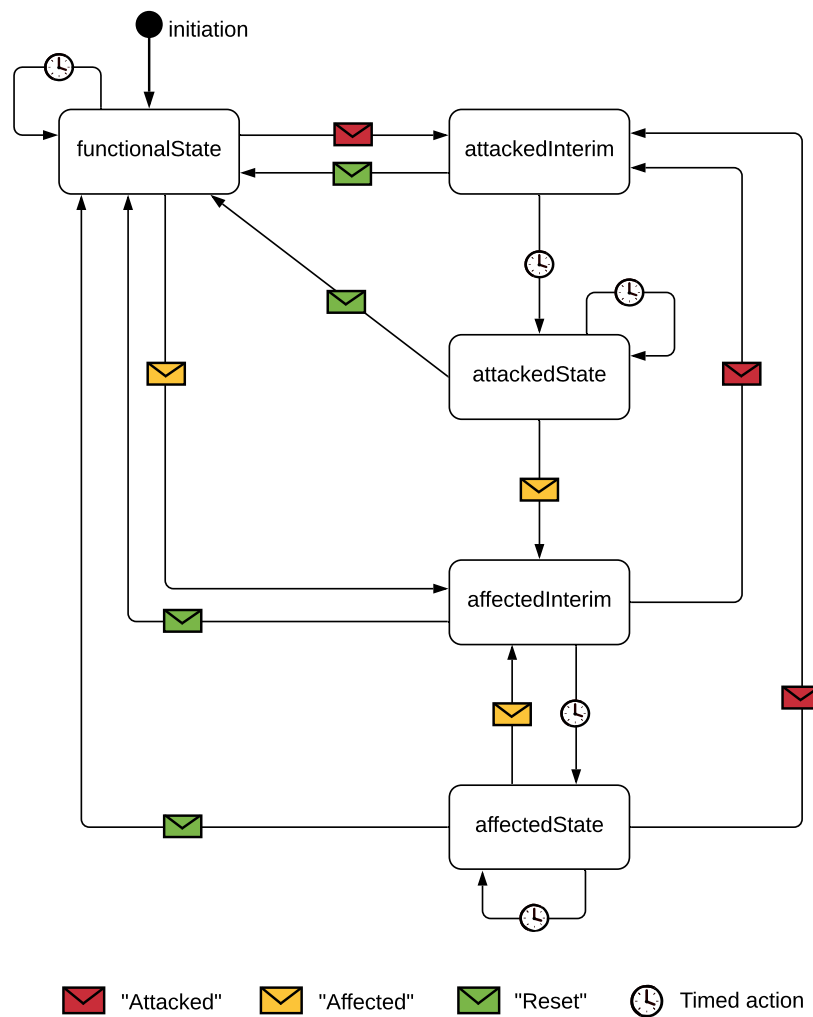 initiation
functionalState
attackedInterim
attackedState
affectedInterim
affectedState
"Attacked"
"Affected"
"Reset"
Timed action